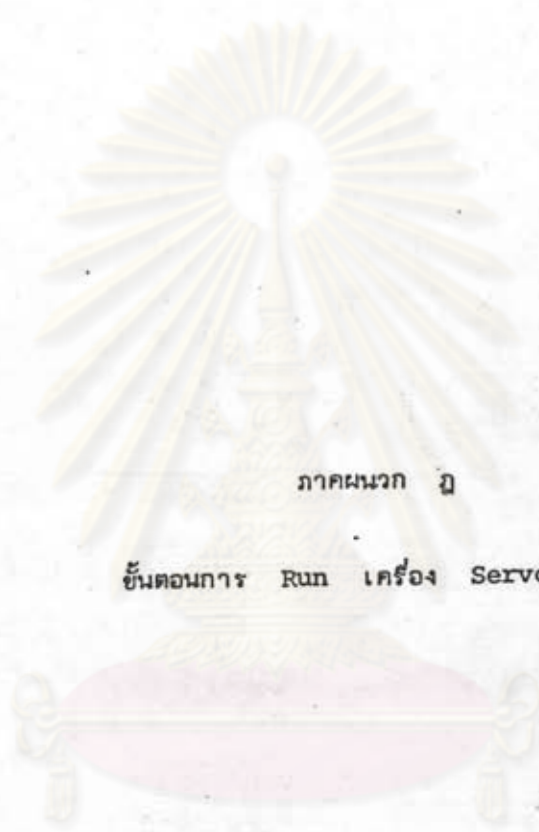 ภาคผนวก ฎ
ขั้นตอนการ Run เครื่อง Servo